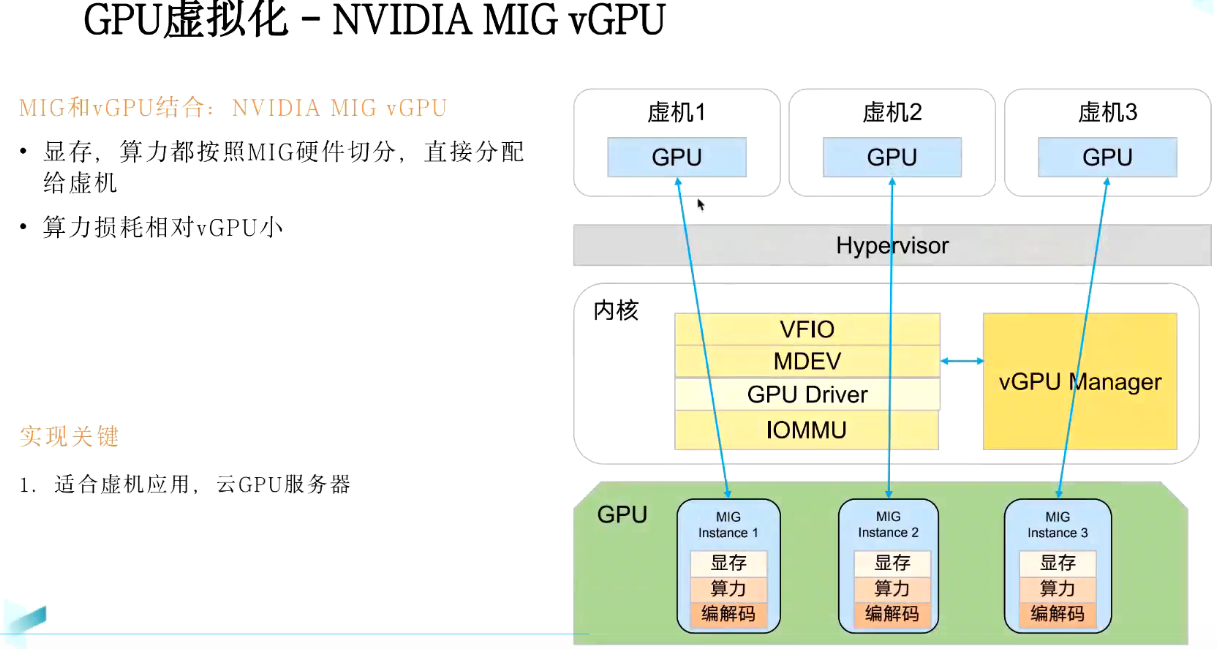 GPU虚拟化 – NVIDIA MIG vGPU
MIG和vGPU结合：NVIDIA MIG vGPU
• 显存，算力都按照MIG硬件切分，直接分配
给虚机
• 算力损耗相对vGPU小
实现关键
1. 适合虚机应用，云GPU服务器
虚机1
GPU
虚机2
GPU
虚机3
GPU
Hypervisor
内核
VFIO
MDEV
GPU Driver
IOMMU
vGPU Manager
GPU
MIG
Instance 1
显存
算力
编解码
MIG
Instance 2
显存
算力
编解码
MIG
Instance 3
显存
算力
编解码